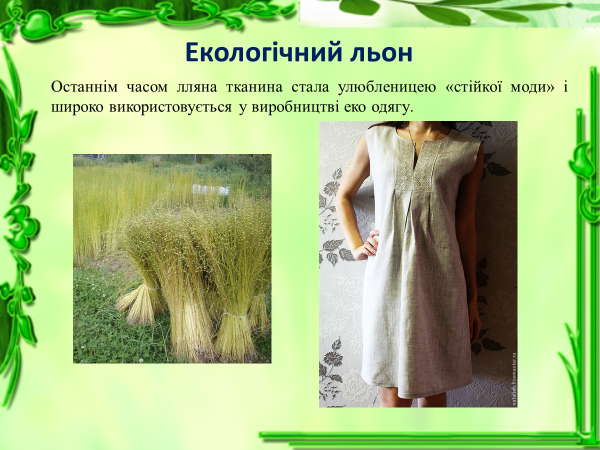 Екологічний льон
Останнім часом лляна тканина стала улюбленицею «стійкої моди» і
широко використовується у виробництві еко одягу.